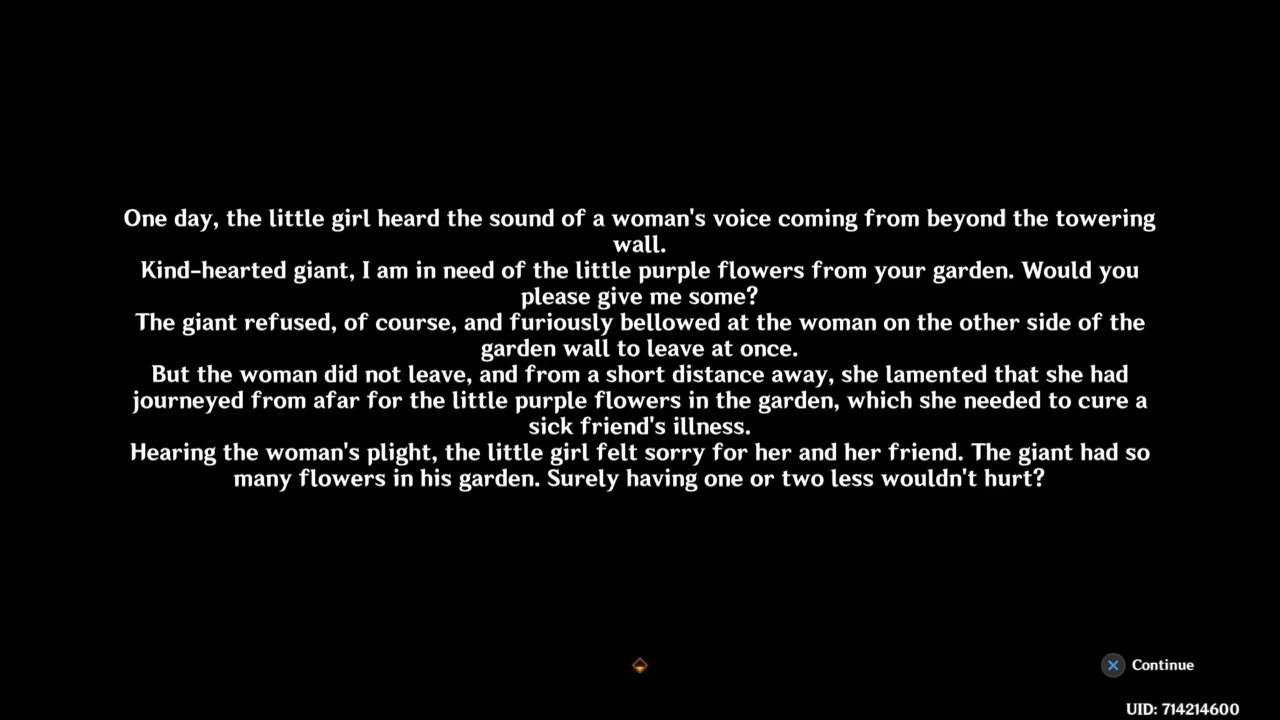 One day, the little girl heard the sound of a woman's voice coming from beyond the towering
wall.
Kind-hearted giant, I am in need of the little purple flowers from your garden. Would you
please give me some?
The giant refused, of course, and furiously bellowed at the woman on the other side of the
garden wall to leave at once.
But the woman did not leave, and from a short distance away, she lamented that she had
journeyed from afar for the little purple flowers in the garden, which she needed to cure a
sick friend's illness.
Hearing the woman's plight, the little girl felt sorry for her and her friend. The giant had so
many flowers in his garden. Surely having one or two less wouldn't hurt?
Continue
UID: 714214600